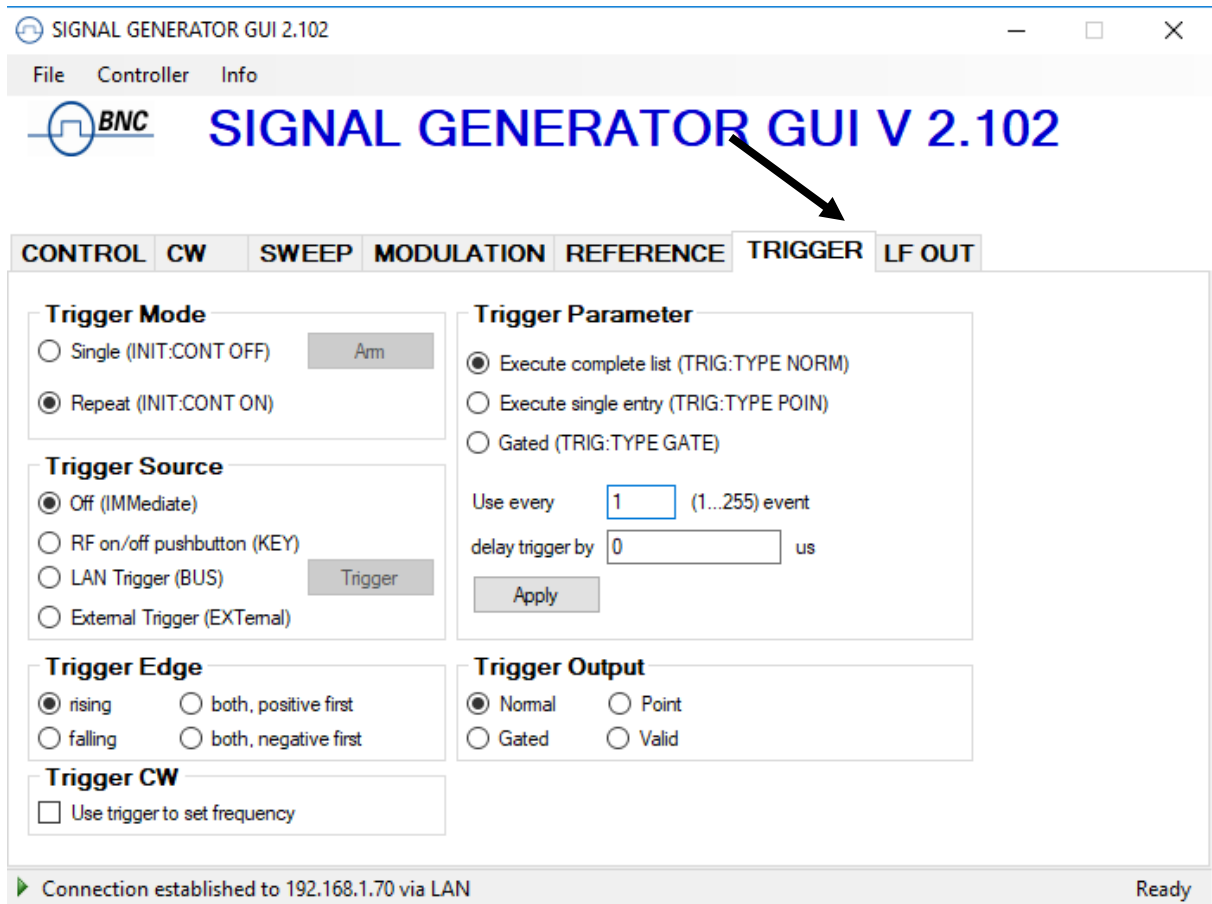 SIGNAL GENERATOR GUI 2.102
File Controller Info
BNC SIGNAL GENERATOR GUI V 2.102
CONTROL CW SWEEP MODULATION REFERENCE TRIGGER LF OUT
Trigger Mode
Single (INIT:CONT OFF) Arm
Repeat (INIT:CONT ON)
Trigger Source
Off (IMMediate)
RF on/off pushbutton (KEY)
LAN Trigger (BUS) Trigger
External Trigger (EXTernal)
Trigger Edge
rising both, positive first
falling both, negative first
Trigger CW
Use trigger to set frequency
Trigger Parameter
Execute complete list (TRIG:TYPE NORM)
Execute single entry (TRIG:TYPE POIN)
Gated (TRIG:TYPE GATE)
Use every 1 (1...255) event
delay trigger by 0 us
Apply
Trigger Output
Normal Point
Gated Valid
Connection established to 192.168.1.70 via LAN Ready